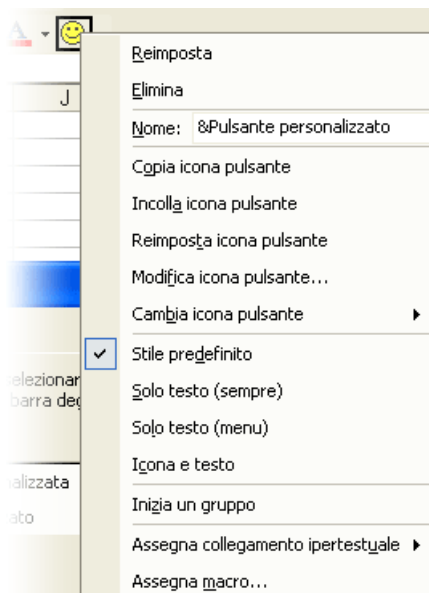 A
J
Reimposta
Elimina
Nome: &Pulsante personalizzato
Copia icona pulsante
Incolla icona pulsante
Reimposta icona pulsante
Modifica icona pulsante...
Cambia icona pulsante
Stile predefinito
Solo testo (sempre)
Solo testo (menu)
Icona e testo
Inizia un gruppo
Assegna collegamento ipertestuale
Assegna macro...